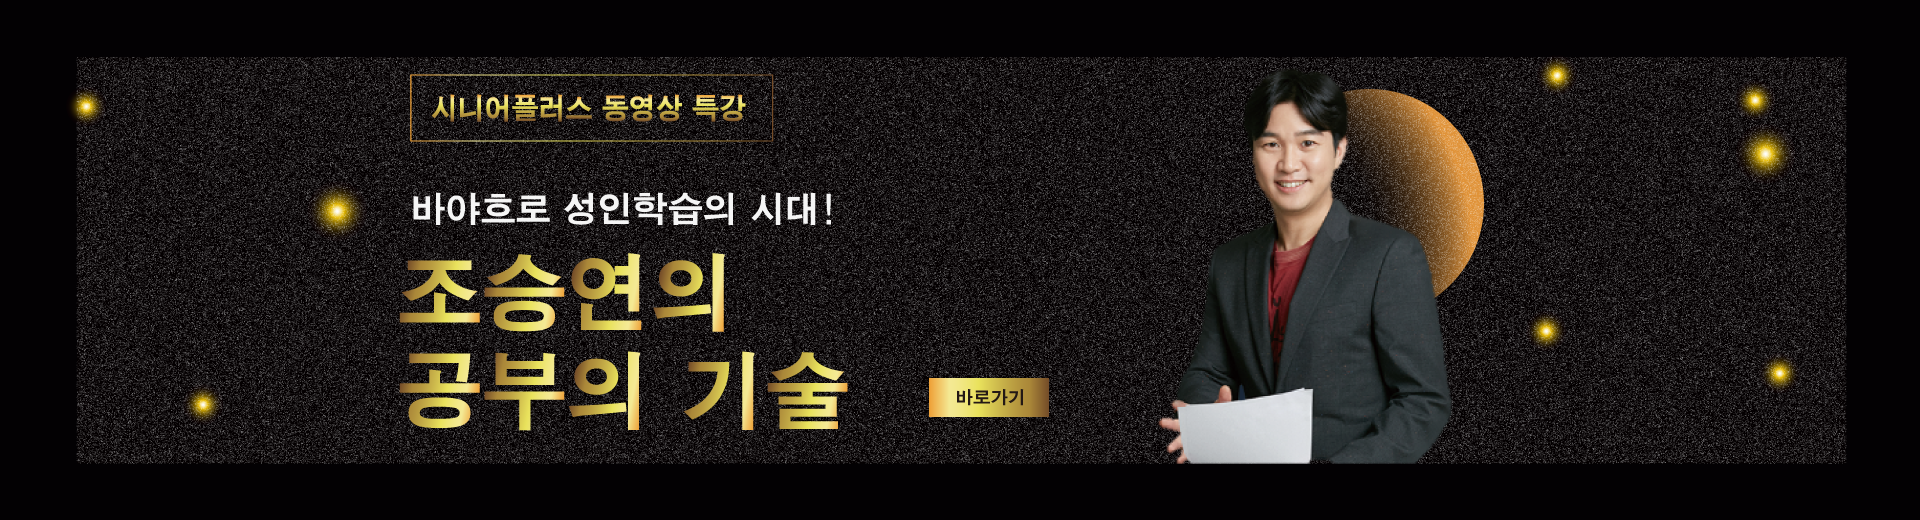 시니어플러스 동영상 특강
바야흐로 성인학습의 시대!
조승연의
공부의 기술
바로가기